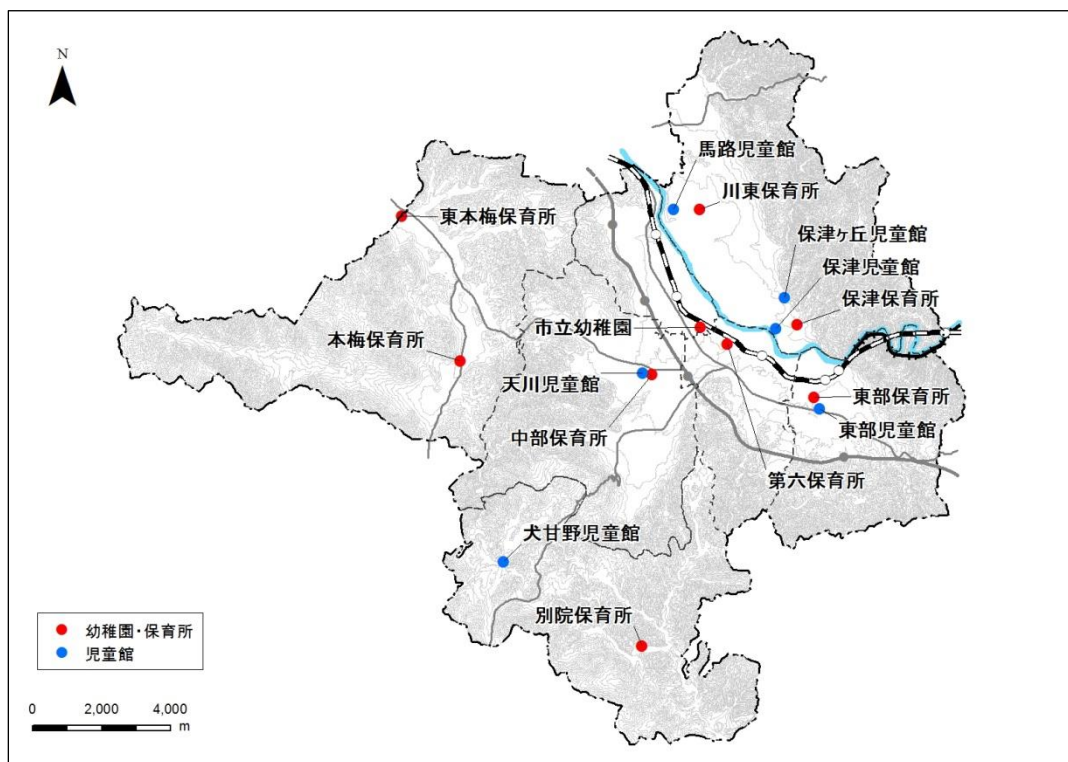 N
馬路児童館
川東保育所
東本梅保育所
保津ヶ丘児童館
保津児童館
保津保育所
市立幼稚園
本梅保育所
天川児童館
東部保育所
東部児童館
中部保育所
第六保育所
犬甘野児童館
別院保育所
幼稚園・保育所
児童館
0 2,000 4,000
m